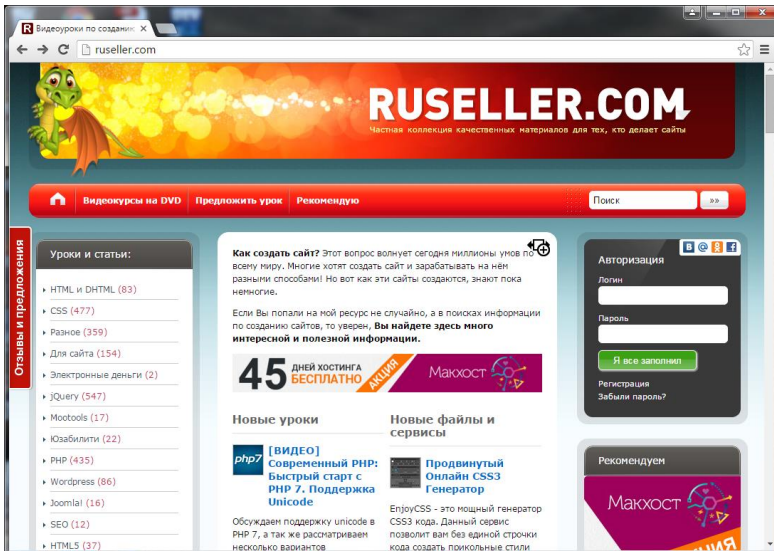 Видеоуроки по создани
ruseller.com
RUSELLER.COM
Частная коллекция качественных материалов для тех, кто делает сайты
Видеокурсы на DVD
Предложить урок
Рекомендую
Поиск
»»
Отзывы и предложения
Уроки и статьи:
HTML и DHTML (83)
CSS (477)
Разное (359)
Для сайта (154)
Электронные деньги (2)
jQuery (547)
Mootools (17)
Юзабилити (22)
PHP (435)
Wordpress (86)
Joomla! (16)
SEO (12)
HTML5 (37)
Как создать сайт? Этот вопрос волнует сегодня миллионы умов по
всему миру. Многие хотят создать сайт и зарабатывать на нём
разными способами! Но вот как эти сайты создаются, знают пока
немногие.
Если Вы попали на мой ресурс не случайно, а в поисках информации
по созданию сайтов, то уверен, Вы найдете здесь много
интересной и полезной информации.
45 ДНЕЙ ХОСТИНГА
БЕСПЛАТНО
АКЦИЯ
Макхост
Новые уроки
php7
[ВИДЕО]
Современный PHP:
Быстрый старт с
PHP 7. Поддержка
Unicode
Обсуждаем поддержку unicode в
PHP 7, а так же рассматриваем
несколько вариантов
Новые файлы и
сервисы
Продвинутый
Онлайн CSS3
Генератор
EnjoyCSS - это мощный генератор
CSS3 кода. Данный сервис
позволит вам без единой строчки
кода создать прикольные стили
Авторизация
Логин
Пароль
Я все заполнил
Регистрация
Забыли пароль?
Рекомендуем
Макхост